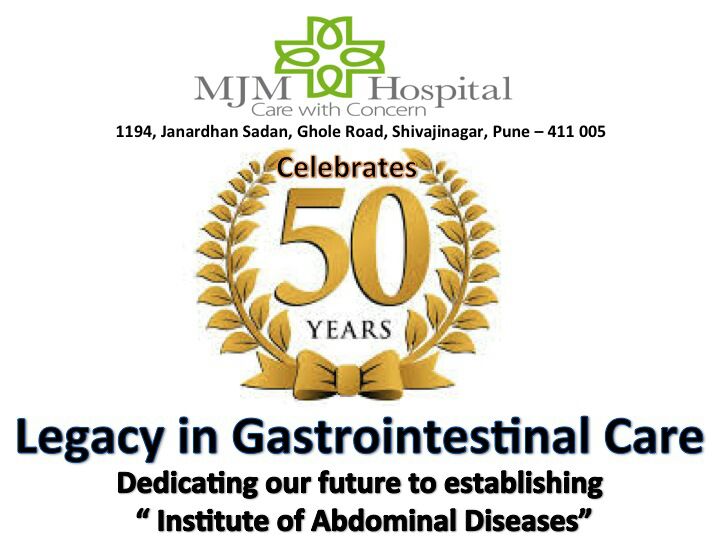 MJM Hospital
Care with Concern
1194, Janardhan Sadan, Ghole Road, Shivajinagar, Pune – 411 005
Celebrates
50
YEARS
Legacy in Gastrointestinal Care
Dedicating our future to establishing
“ Institute of Abdominal Diseases”